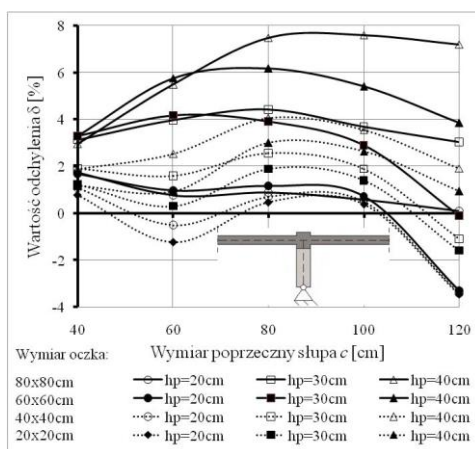 8
6
4
2
0
-2
-4
Wartość odchylenia δ [%]
40 60 80 100 120
Wymiar oczka: Wymiar poprzeczny słupa c [cm]
80x80cm hp=20cm hp=30cm hp=40cm
60x60cm hp=20cm hp=30cm hp=40cm
40x40cm hp=20cm hp=30cm hp=40cm
20x20cm hp=20cm hp=30cm hp=40cm